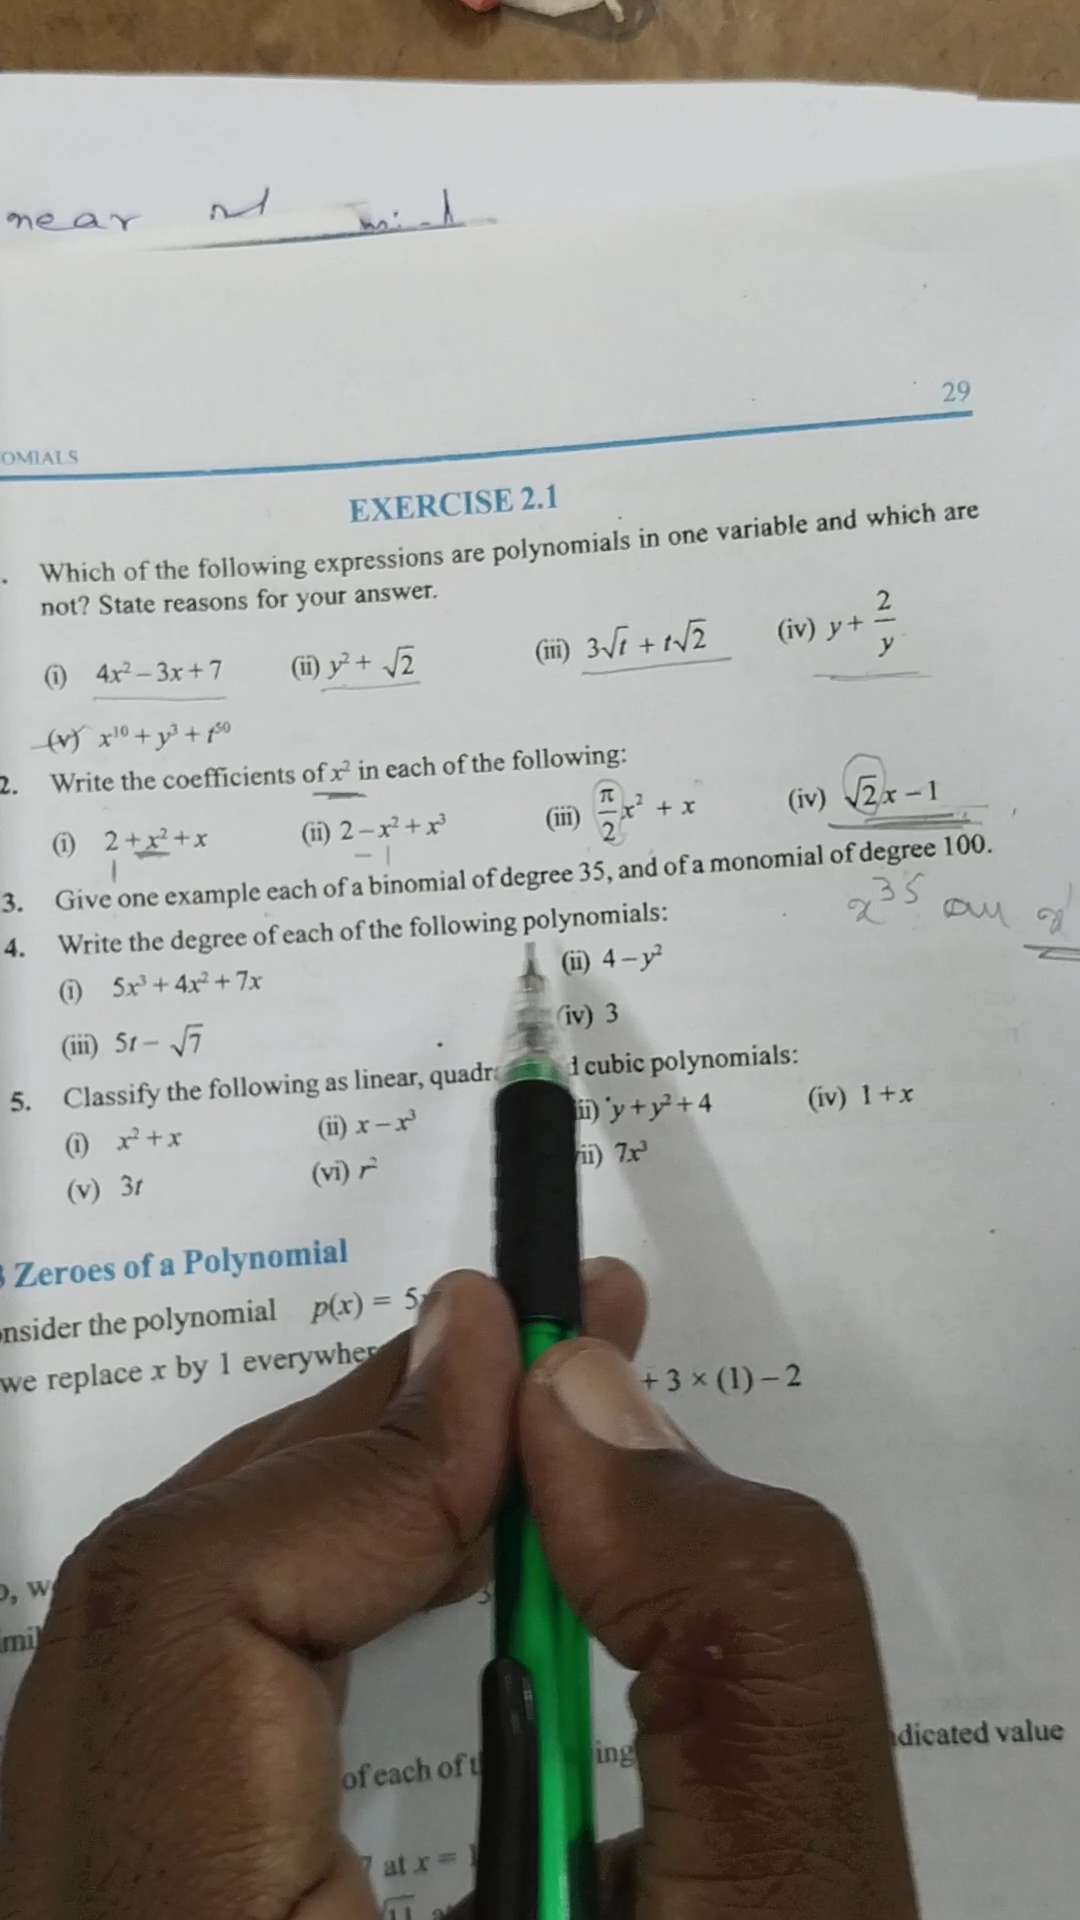 near
29
OMIALS
EXERCISE 2.1
. Which of the following expressions are polynomials in one variable and which are
not? State reasons for your answer.
(i) 4x² – 3x + 7 (ii) y² + √2 (iii) 3√t + t√2 (iv) y + 2/y
(v) x¹⁰ + y³ + t⁵⁰
2. Write the coefficients of x² in each of the following:
(i) 2 + x² + x (ii) 2 – x² + x³ (iii) π/2 x² + x (iv) √2x – 1
3. Give one example each of a binomial of degree 35, and of a monomial of degree 100.
x³⁵
4. Write the degree of each of the following polynomials:
(i) 5x³ + 4x² + 7x (ii) 4 – y²
(iii) 5t – √7 (iv) 3
5. Classify the following as linear, quadr d cubic polynomials:
(i) x² + x (ii) x – x³ ii) y + y² + 4 (iv) 1 + x
(v) 3t (vi) r² ii) 7x³
Zeroes of a Polynomial
nsider the polynomial p(x) = 5
we replace x by 1 everywher + 3 × (1) – 2
, w
mil
dicated value
of each of t ing
7 at x =